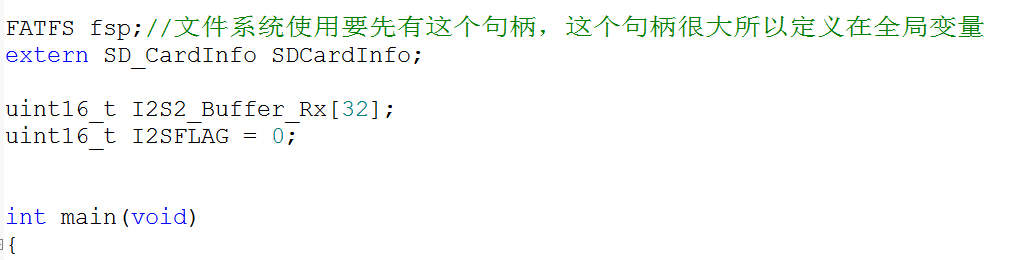 FATFS fsp;//文件系统使用要先有这个句柄，这个句柄很大所以定义在全局变量
extern SD_CardInfo SDCardInfo;
uint16_t I2S2_Buffer_Rx[32];
uint16_t I2SFLAG = 0;
int main(void)
{